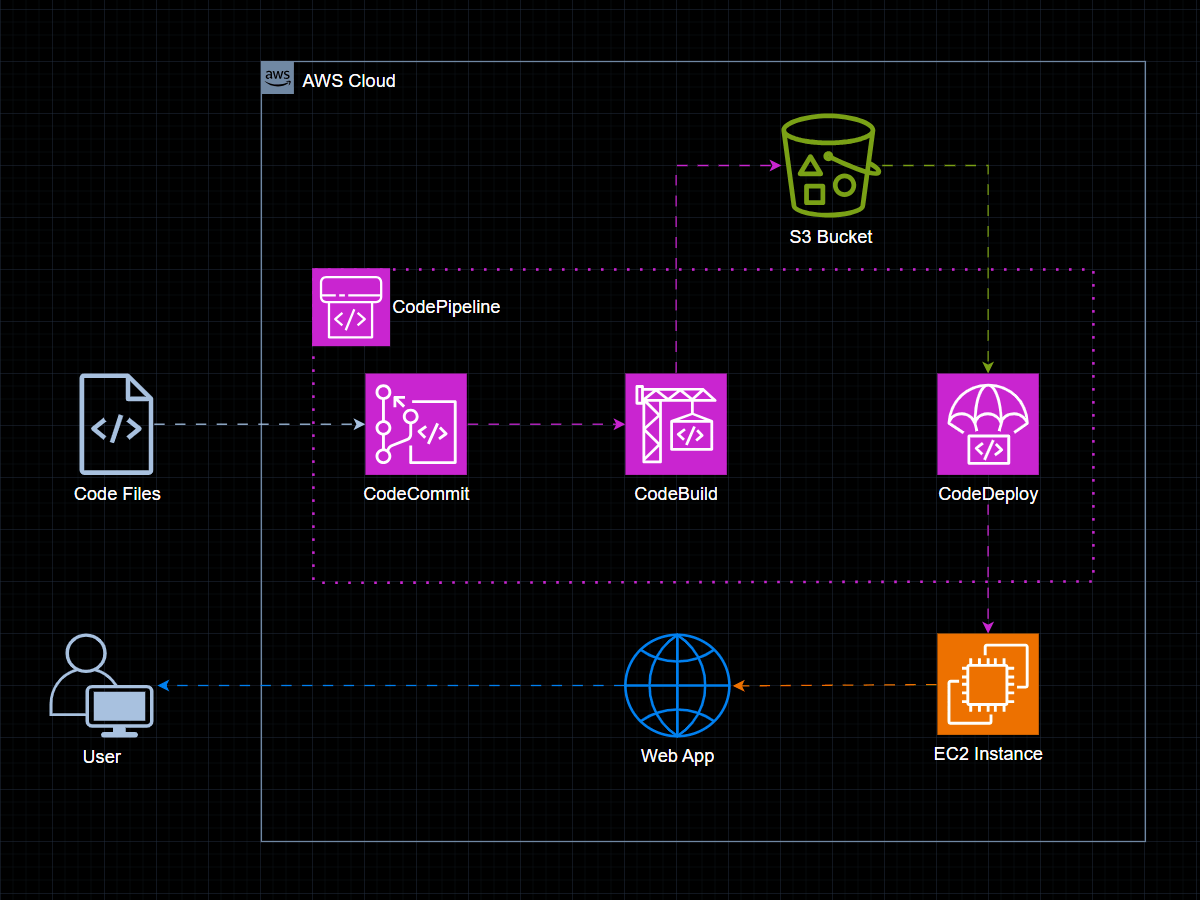 aws
AWS Cloud
S3 Bucket
CodePipeline
</>
</>
</>
</>
</>
Code Files
CodeCommit
CodeBuild
CodeDeploy
User
Web App
EC2 Instance